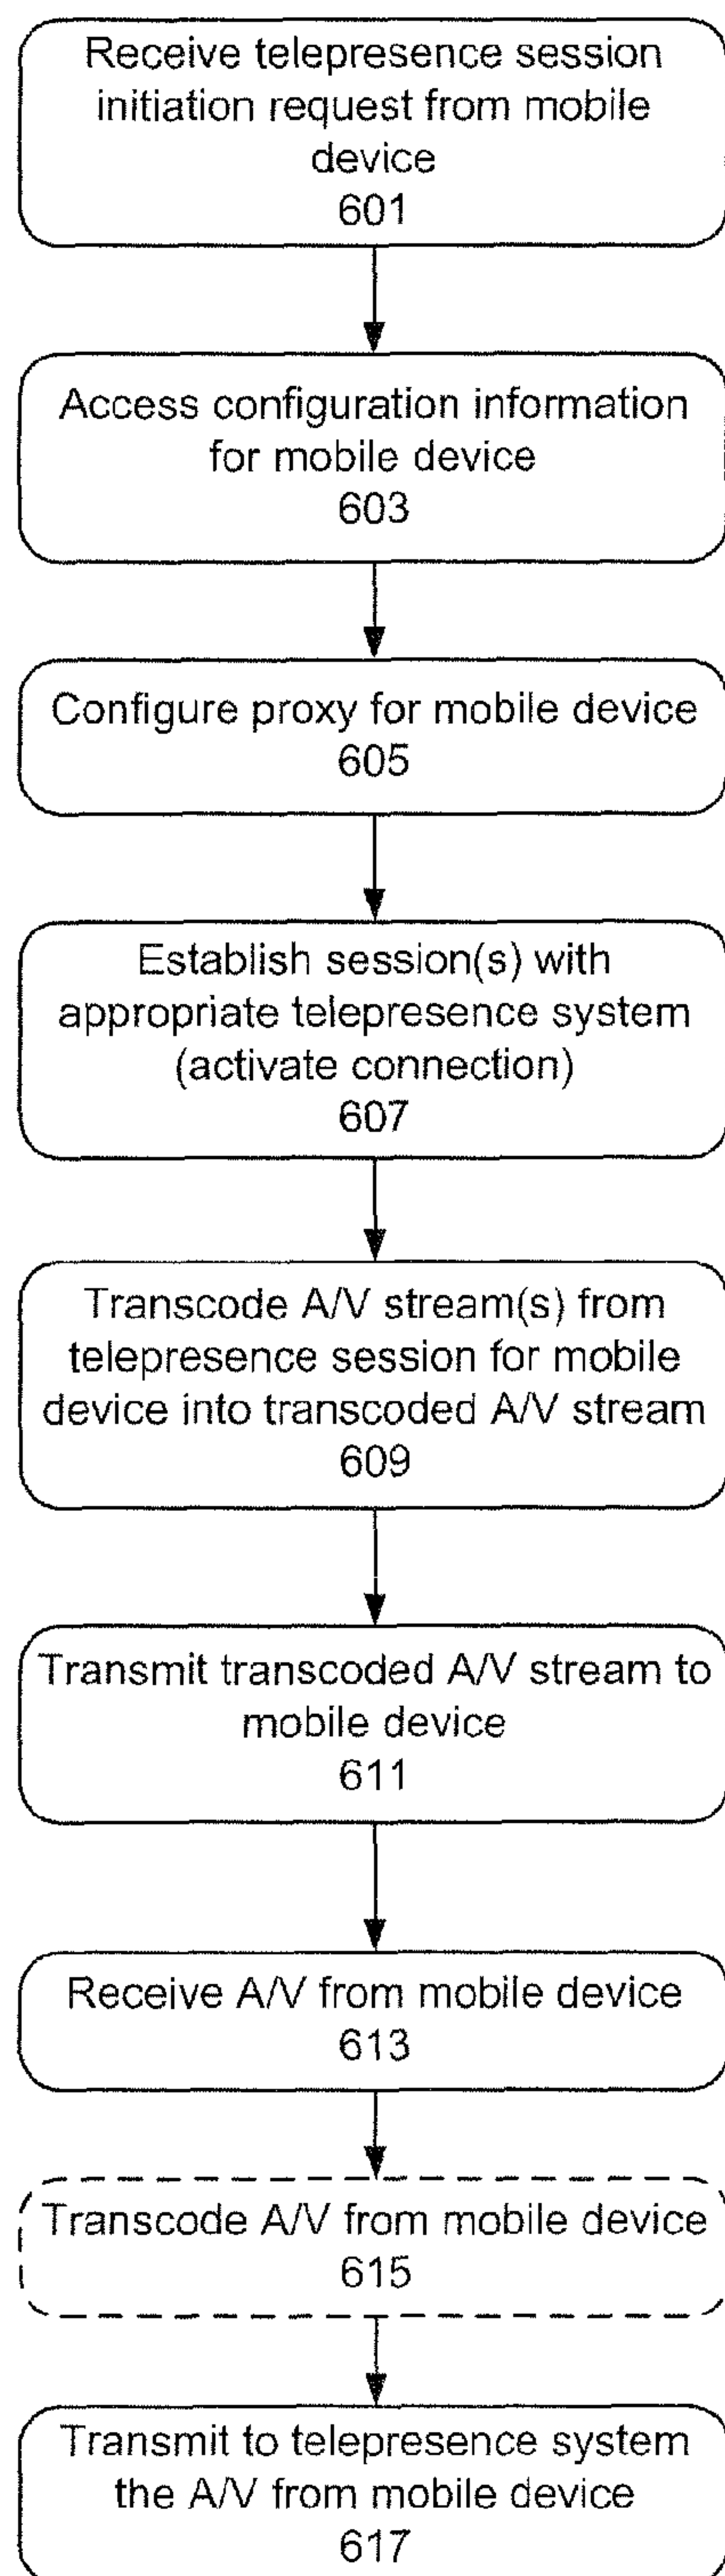 Receive telepresence session
initiation request from mobile
device
601
Access configuration information
for mobile device
603
Configure proxy for mobile device
605
Establish session(s) with
appropriate telepresence system
(activate connection)
607
Transcode A/V stream(s) from
telepresence session for mobile
device into transcoded A/V stream
609
Transmit transcoded A/V stream to
mobile device
611
Receive A/V from mobile device
613
Transcode A/V from mobile device
615
Transmit to telepresence system
the A/V from mobile device
617